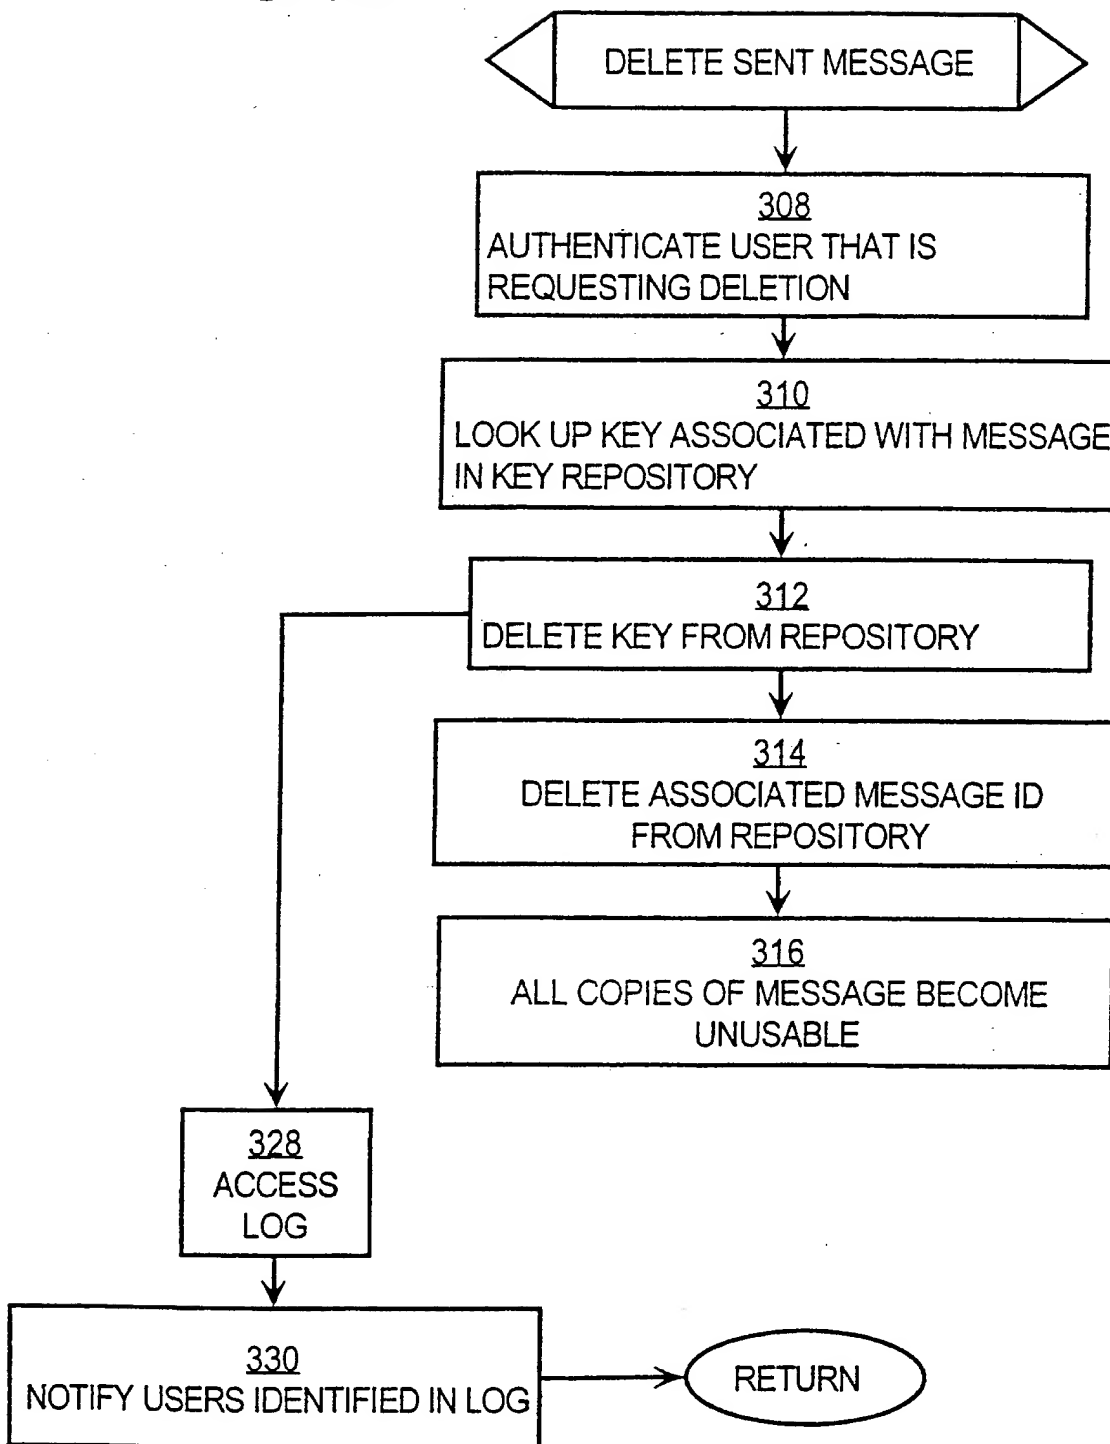 DELETE SENT MESSAGE
308
AUTHENTICATE USER THAT IS
REQUESTING DELETION
310
LOOK UP KEY ASSOCIATED WITH MESSAGE
IN KEY REPOSITORY
312
DELETE KEY FROM REPOSITORY
314
DELETE ASSOCIATED MESSAGE ID
FROM REPOSITORY
316
ALL COPIES OF MESSAGE BECOME
UNUSABLE
328
ACCESS
LOG
330
NOTIFY USERS IDENTIFIED IN LOG
RETURN